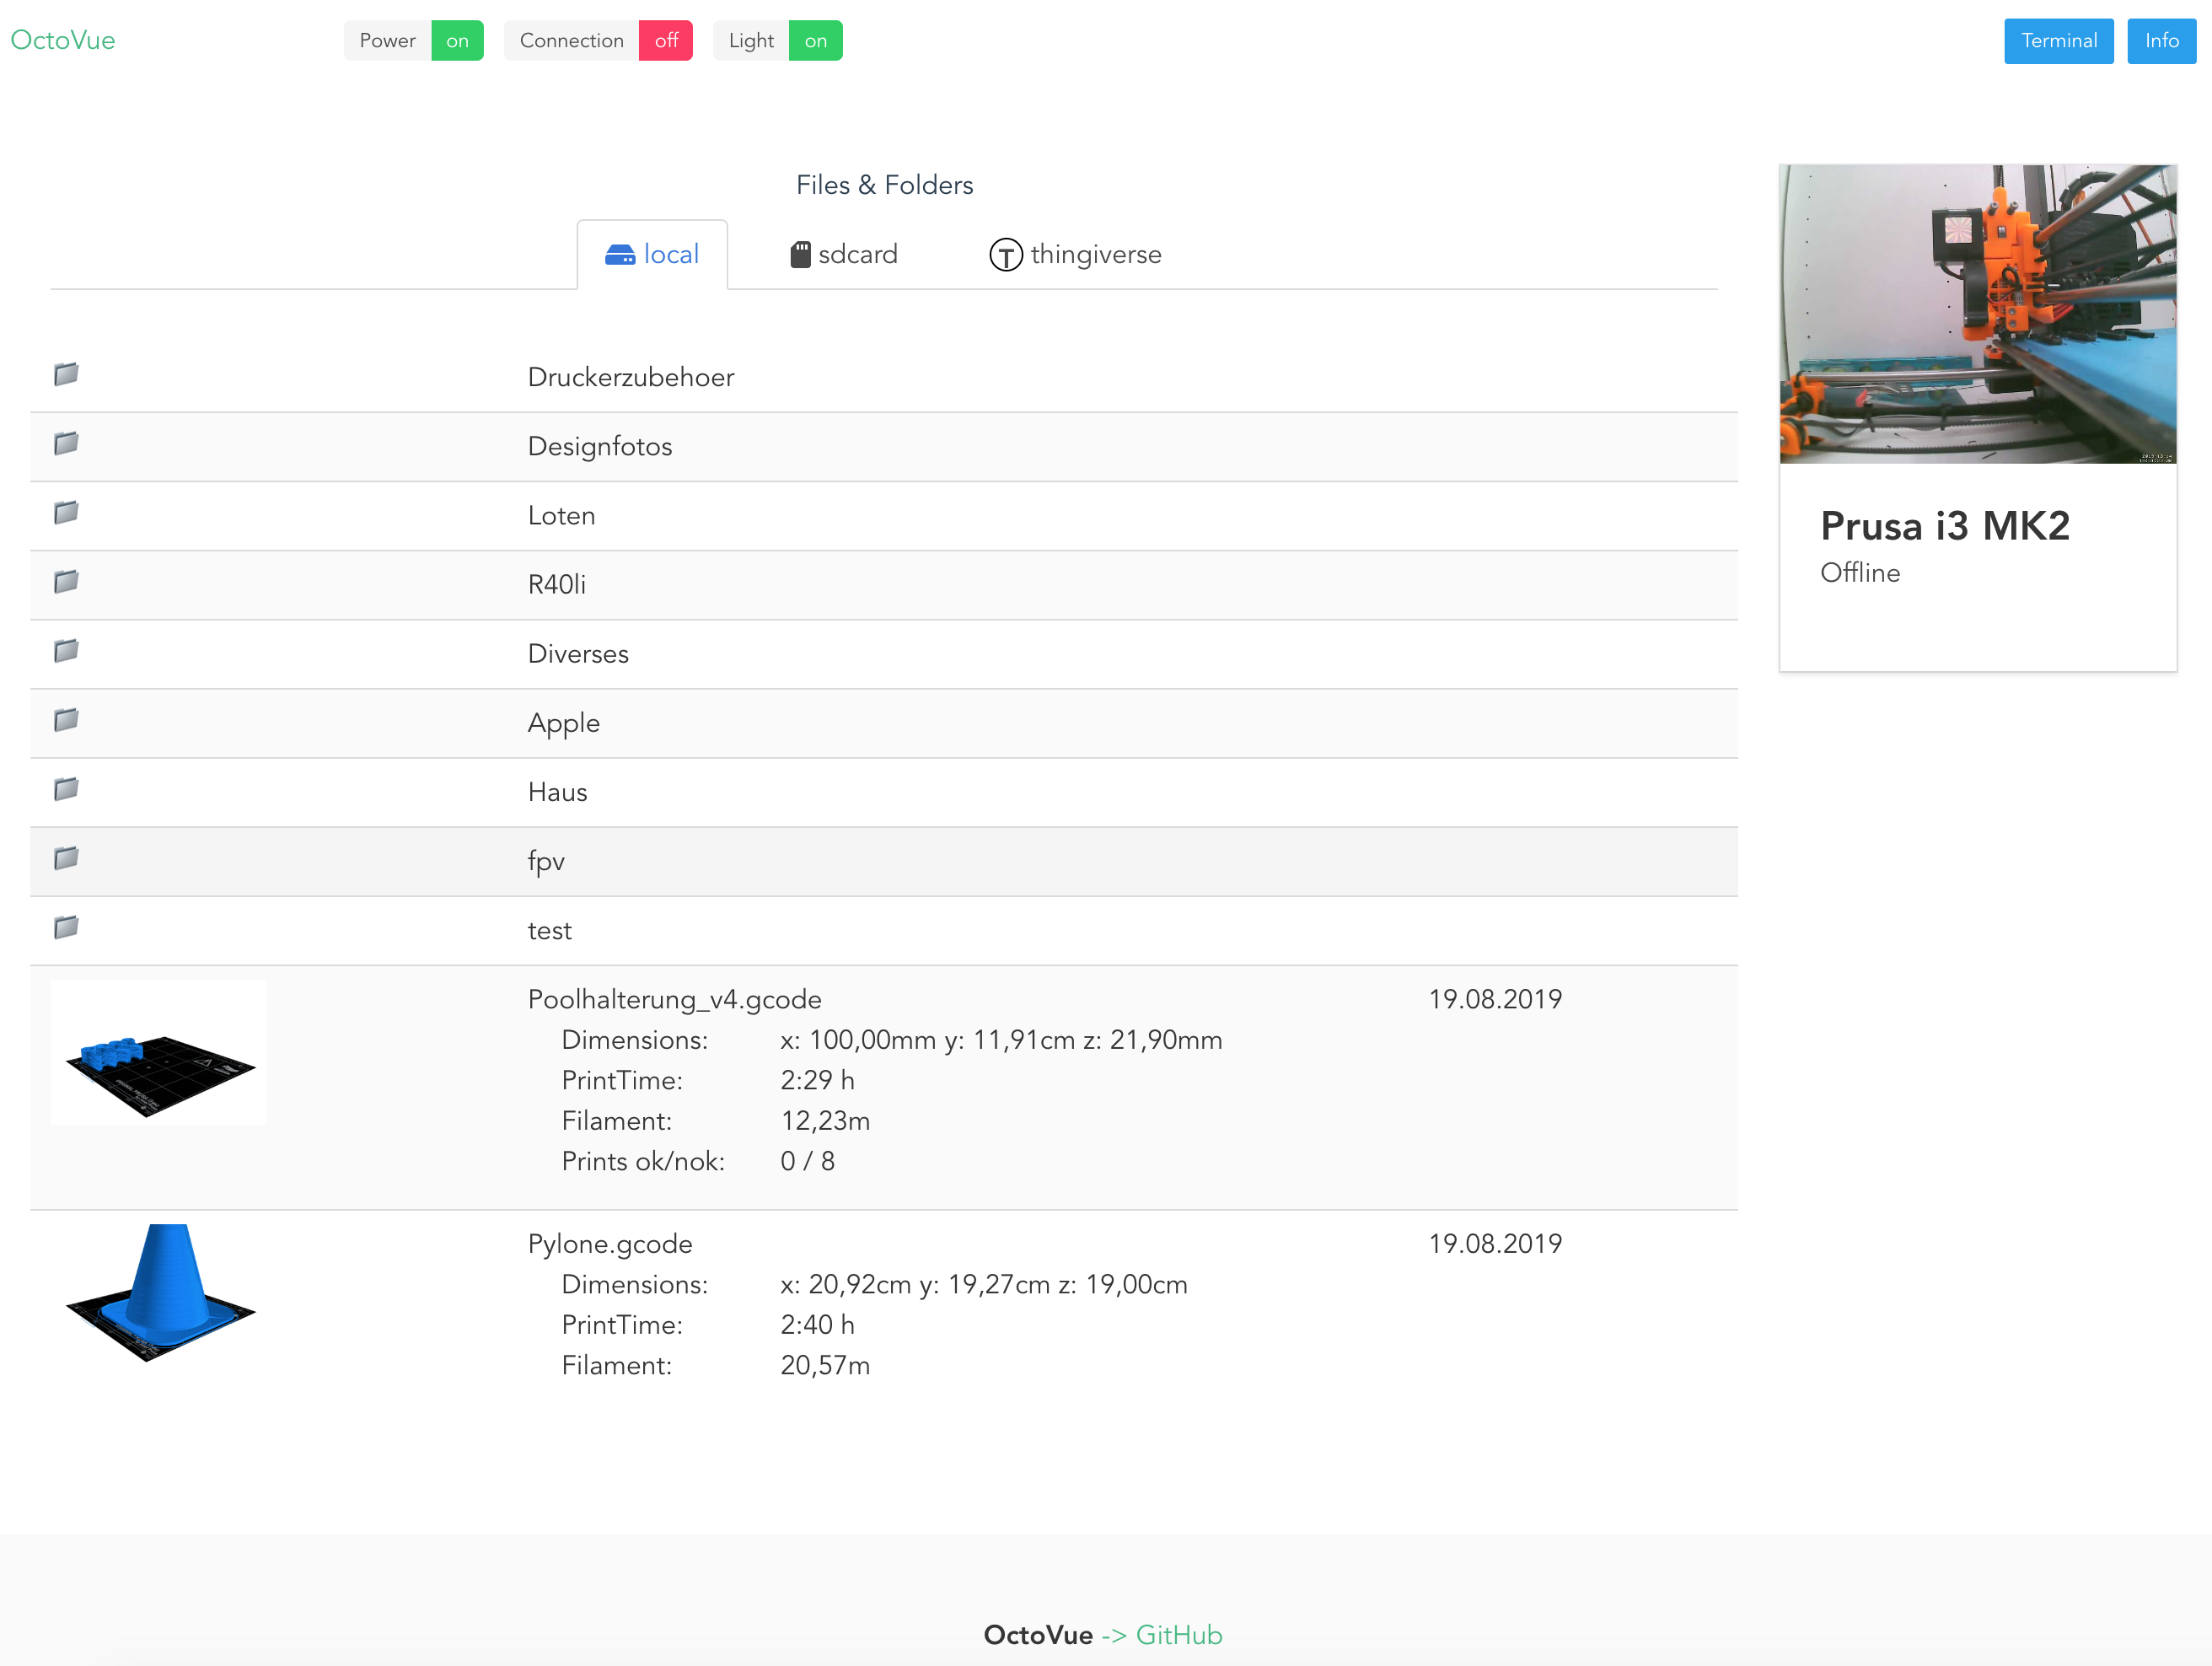 OctoVue
Power on Connection off Light on
Terminal Info
Files & Folders
local sdcard thingiverse
Druckerzubehoer
Designfotos
Loten
R40li
Diverses
Apple
Haus
fpv
test
Poolhalterung_v4.gcode 19.08.2019
Dimensions: x: 100,00mm y: 11,91cm z: 21,90mm
PrintTime: 2:29 h
Filament: 12,23m
Prints ok/nok: 0 / 8
Pylone.gcode 19.08.2019
Dimensions: x: 20,92cm y: 19,27cm z: 19,00cm
PrintTime: 2:40 h
Filament: 20,57m
Prusa i3 MK2
Offline
OctoVue -> GitHub